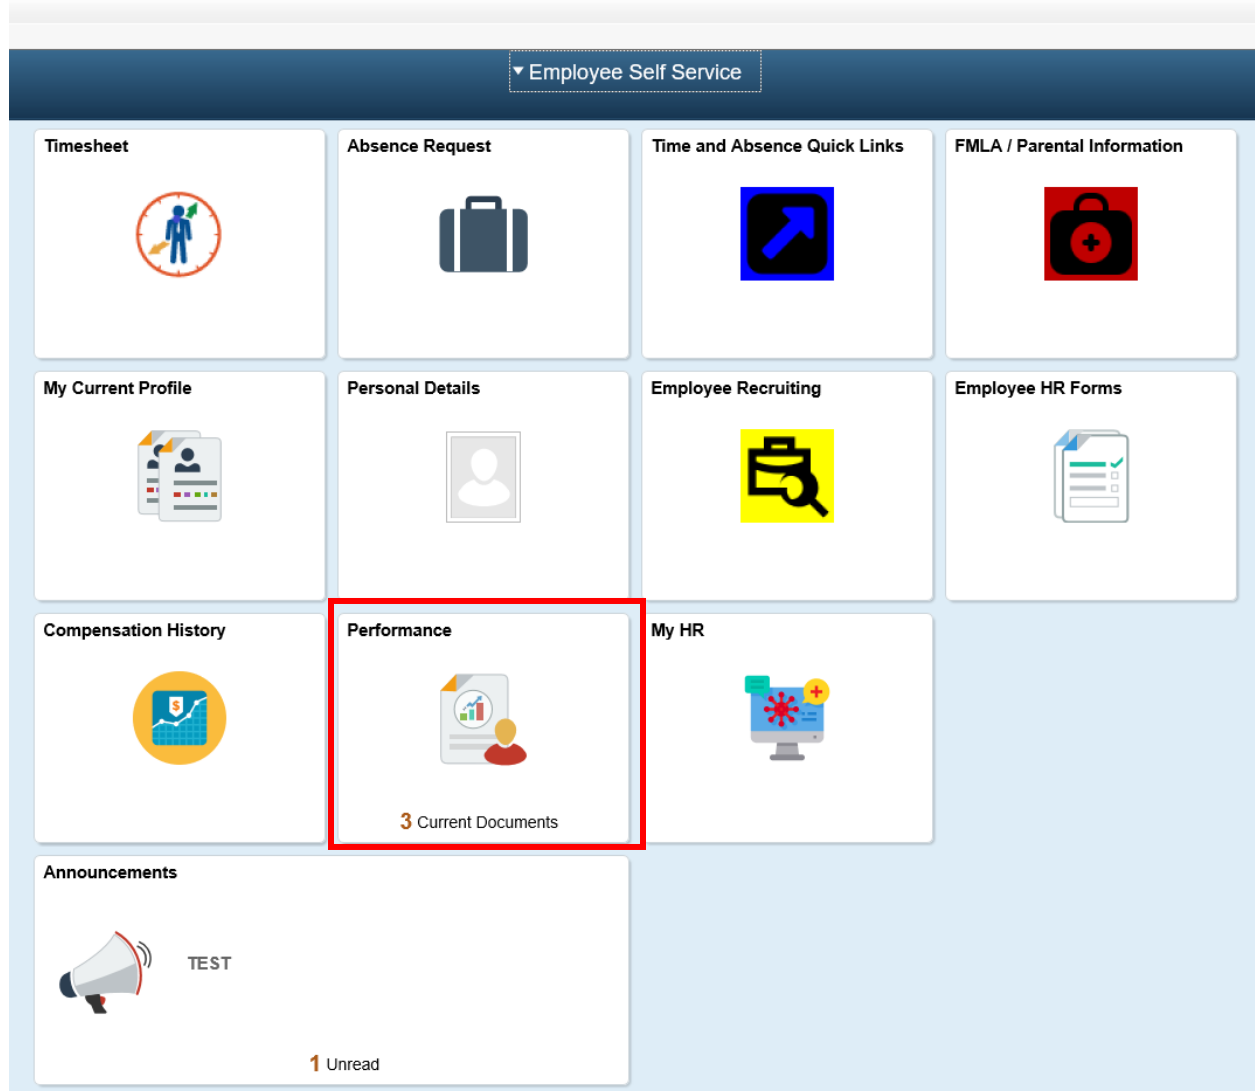 Employee Self Service
Timesheet
Absence Request
Time and Absence Quick Links
FMLA / Parental Information
My Current Profile
Personal Details
Employee Recruiting
Employee HR Forms
Compensation History
$
Performance
3 Current Documents
My HR
Announcements
TEST
1 Unread